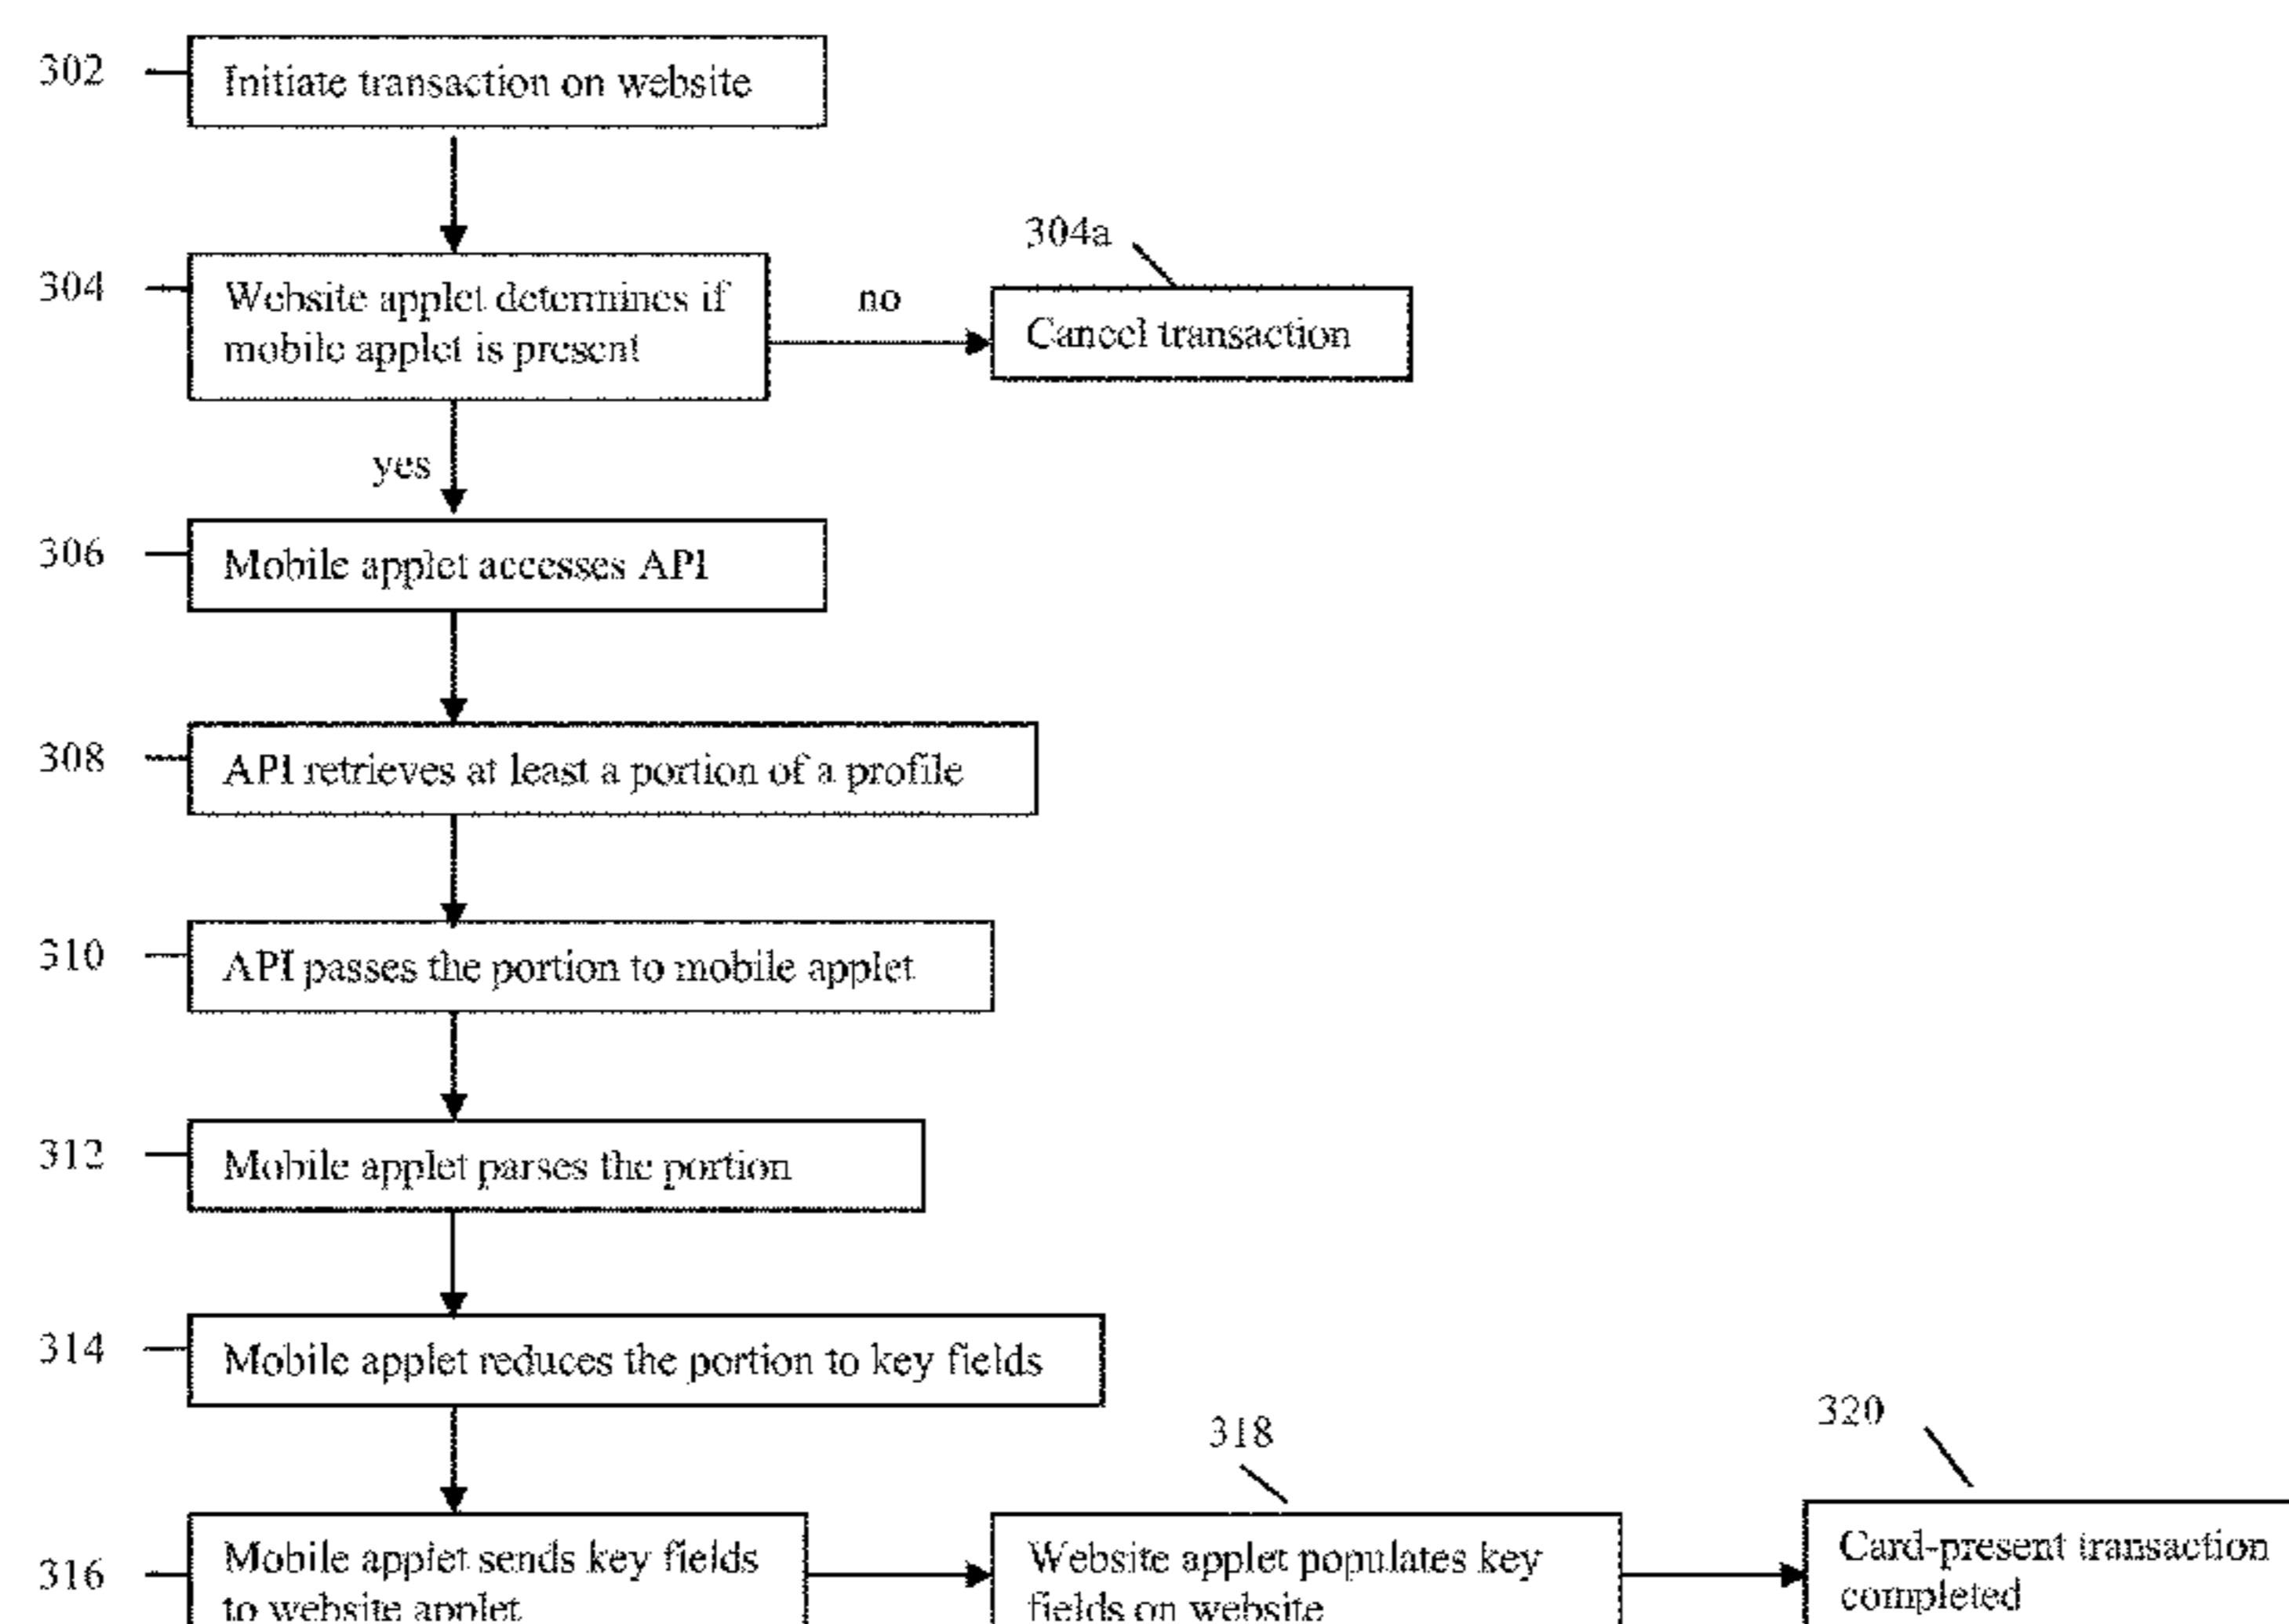 302
Initiate transaction on website
304a
304
Website applet determines if
mobile applet is present
no
Cancel transaction
yes
306
Mobile applet accesses API
308
API retrieves at least a portion of a profile
310
API passes the portion to mobile applet
312
Mobile applet parses the portion
314
Mobile applet reduces the portion to key fields
318
320
316
Mobile applet sends key fields
to website applet
Website applet populates key
fields on website
Card-present transaction
completed